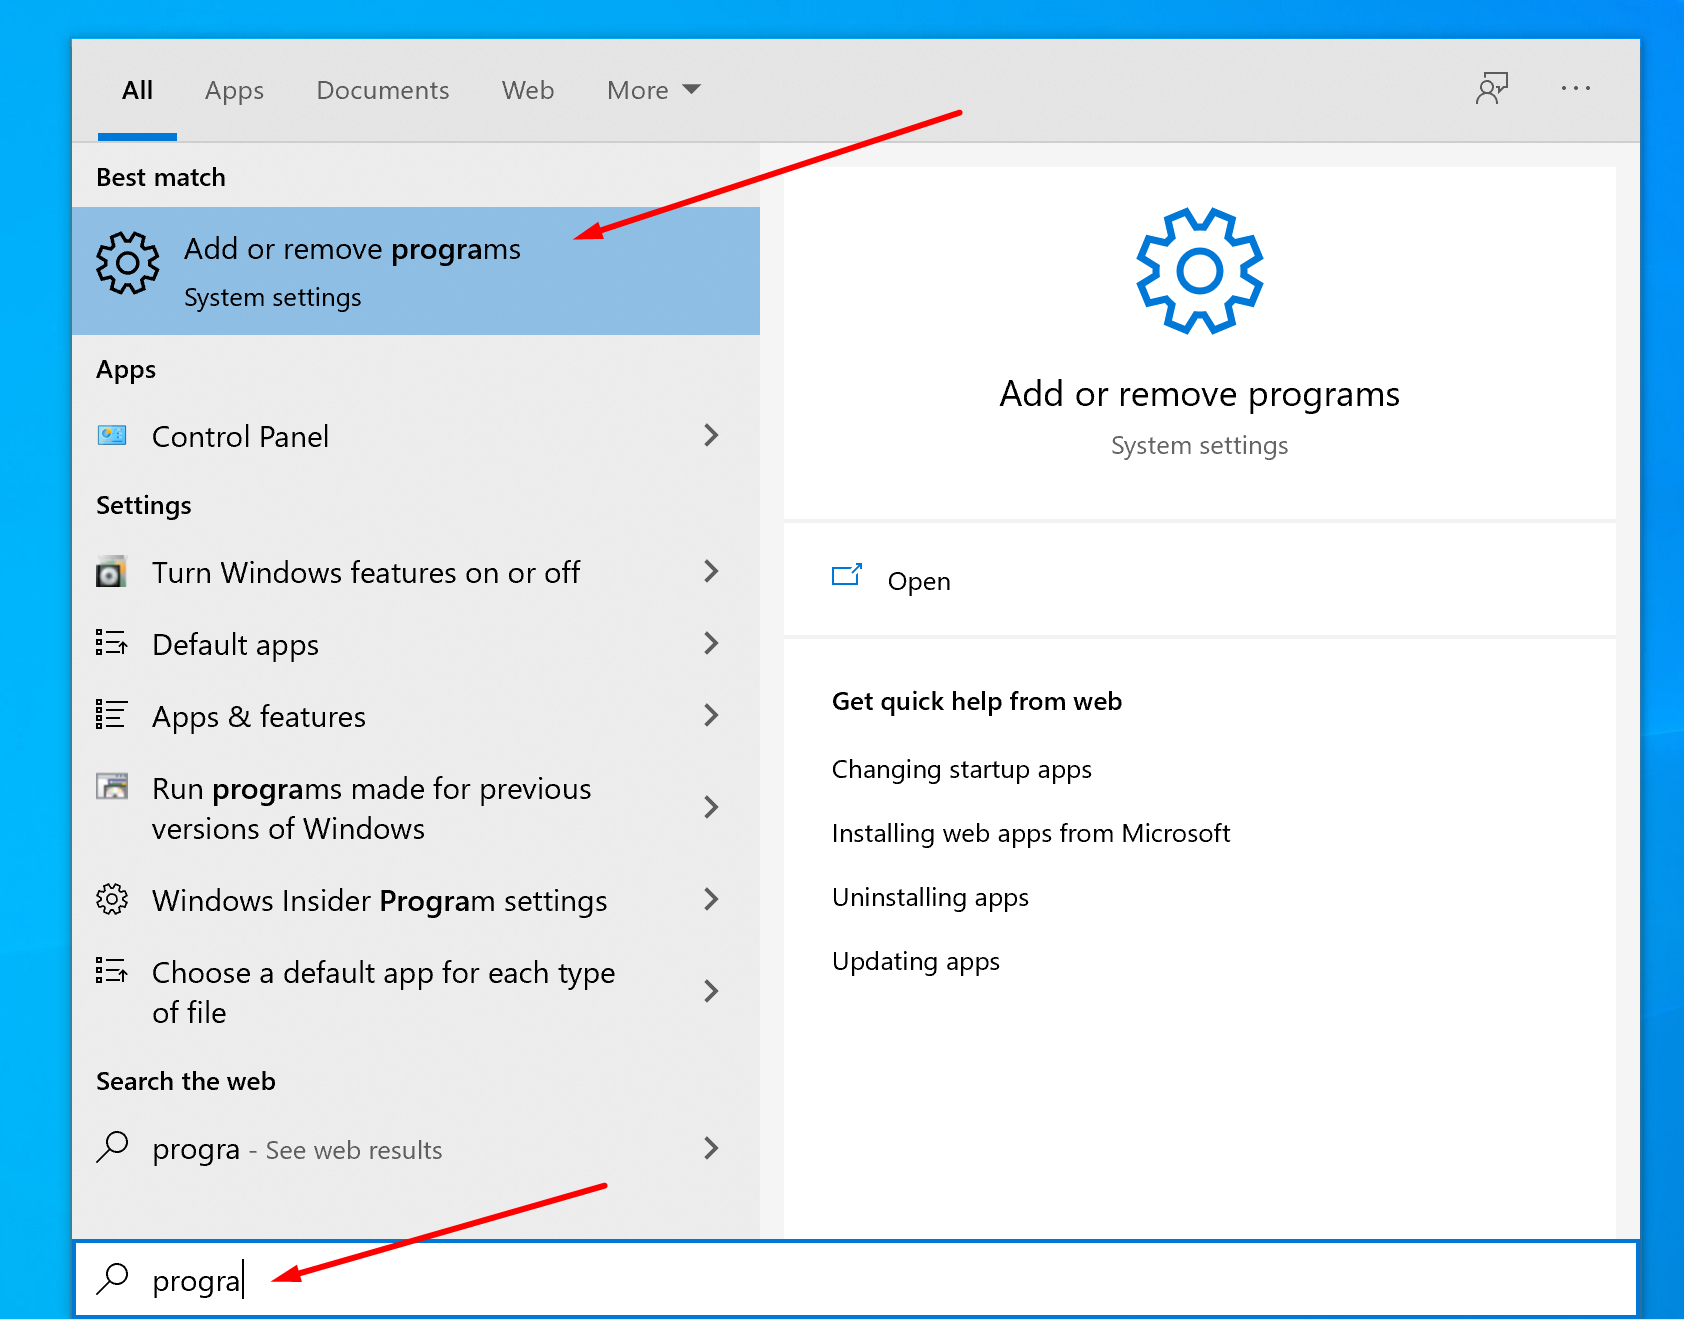 All Apps Documents Web More
Best match
Add or remove programs
System settings
Apps
Control Panel
Settings
Turn Windows features on or off
Default apps
Apps & features
Run programs made for previous
versions of Windows
Windows Insider Program settings
Choose a default app for each type
of file
Search the web
progra - See web results
Add or remove programs
System settings
Open
Get quick help from web
Changing startup apps
Installing web apps from Microsoft
Uninstalling apps
Updating apps
progra